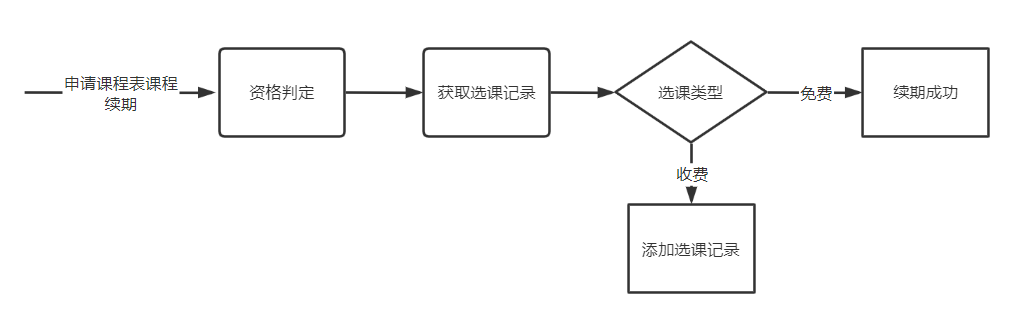 申请课程表课程
续期
资格判定
获取选课记录
选课类型
免费
续期成功
收费
添加选课记录